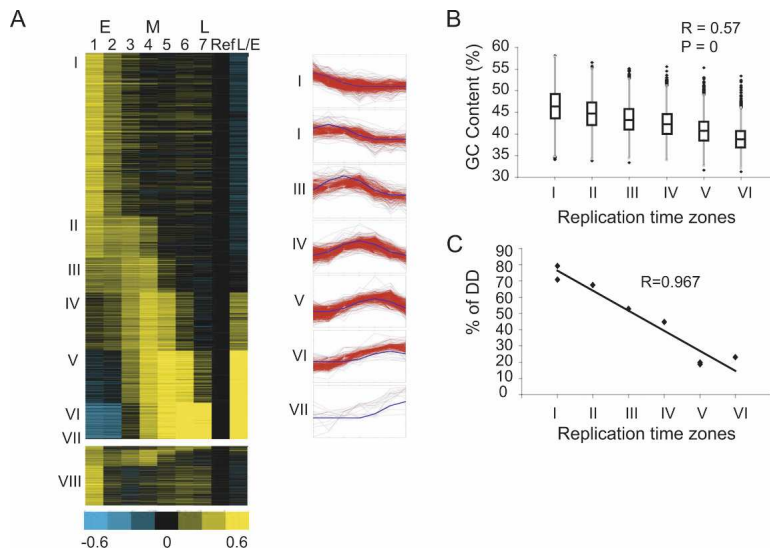 A
E M L
1 2 3 4 5 6 7 Ref L/E
I
II
III
IV
V
VI
VII
VIII
-0.6 0 0.6
I
I
III
IV
V
VI
VII
B
R = 0.57
P = 0
GC Content (%)
60
55
50
45
40
35
30
I II III IV V VI
Replication time zones
C
R=0.967
% of DD
90
80
70
60
50
40
30
20
10
0
I II III IV V VI
Replication time zones